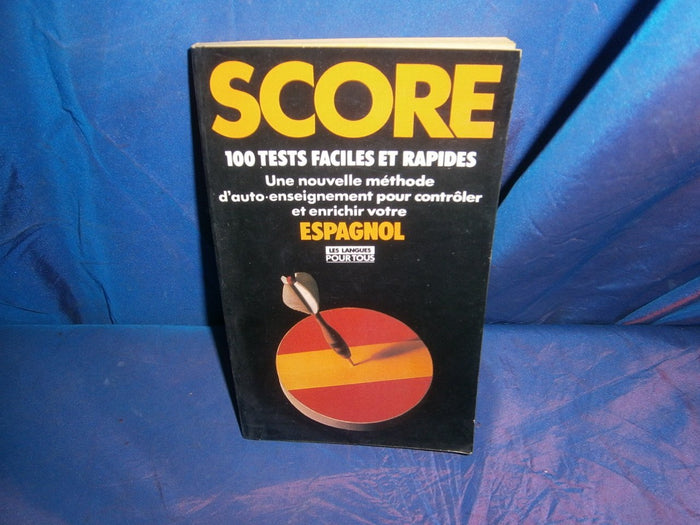 SCORE
100 TESTS FACILES ET RAPIDES
Une nouvelle méthode
d'auto-enseignement pour contrôler
et enrichir votre
ESPAGNOL
LES LANGUES
POUR TOUS